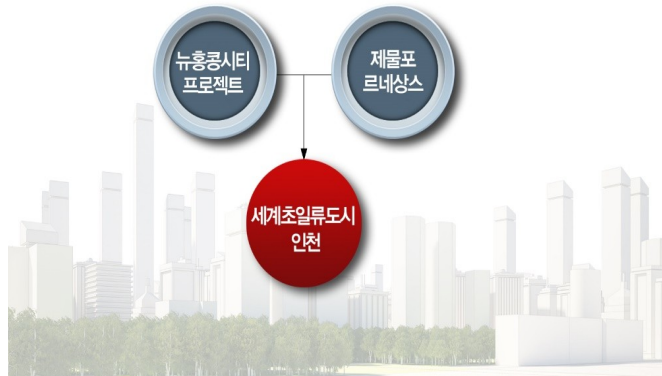 뉴홍콩시티
프로젝트
제물포
르네상스
세계초일류도시
인천